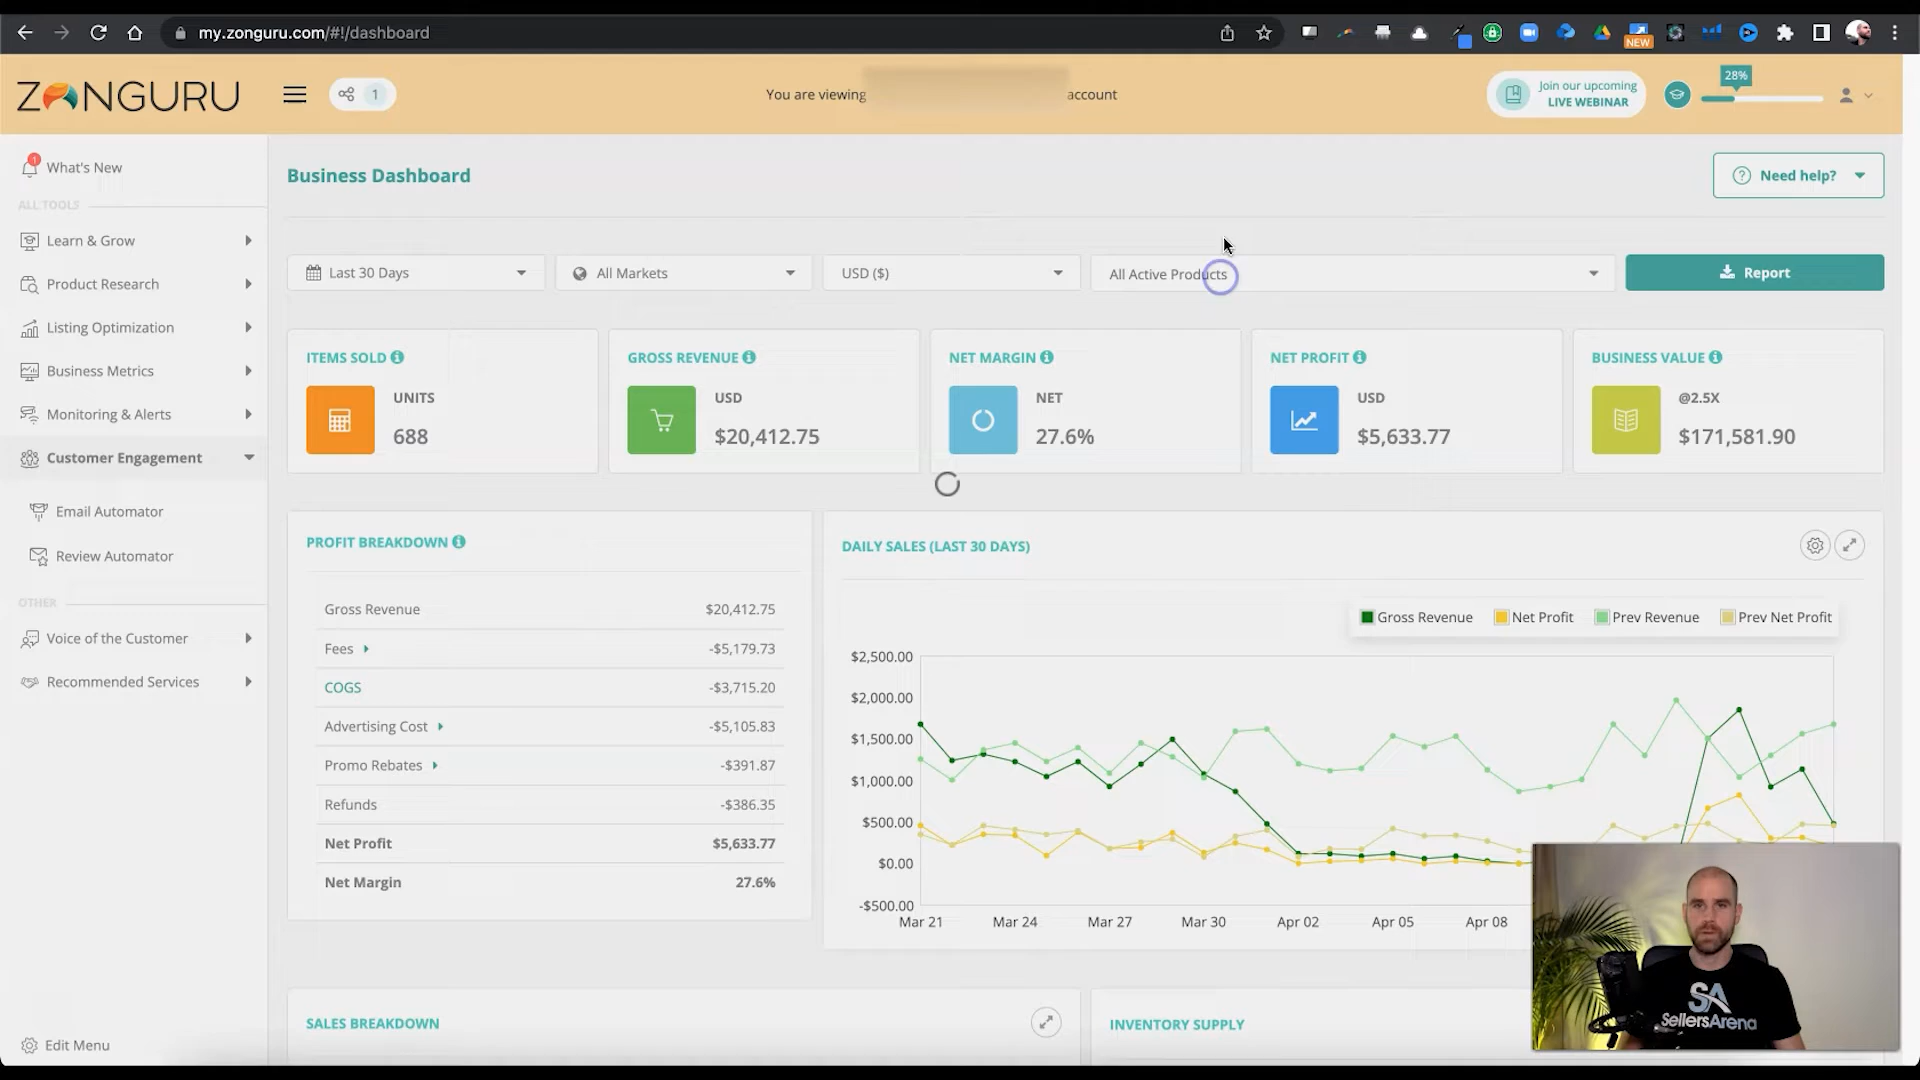 my.zonguru.com/#!/dashboard
NEW
ZONGURU
1
You are viewing
account
Join our upcoming
LIVE WEBINAR
28%
1
What's New
ALL TOOLS
Learn & Grow
Product Research
Listing Optimization
Business Metrics
Monitoring & Alerts
Customer Engagement
Email Automator
Review Automator
OTHER
Voice of the Customer
Recommended Services
Edit Menu
Business Dashboard
Need help?
Last 30 Days
All Markets
USD ($)
All Active Products
Report
ITEMS SOLD
UNITS
688
GROSS REVENUE
USD
$20,412.75
NET MARGIN
NET
27.6%
NET PROFIT
USD
$5,633.77
BUSINESS VALUE
@2.5X
$171,581.90
PROFIT BREAKDOWN
Gross Revenue $20,412.75
Fees -$5,179.73
COGS -$3,715.20
Advertising Cost -$5,105.83
Promo Rebates -$391.87
Refunds -$386.35
Net Profit $5,633.77
Net Margin 27.6%
DAILY SALES (LAST 30 DAYS)
Gross Revenue Net Profit Prev Revenue Prev Net Profit
$2,500.00
$2,000.00
$1,500.00
$1,000.00
$500.00
$0.00
-$500.00
Mar 21 Mar 24 Mar 27 Mar 30 Apr 02 Apr 05 Apr 08
SALES BREAKDOWN
INVENTORY SUPPLY
SA
SellersArena